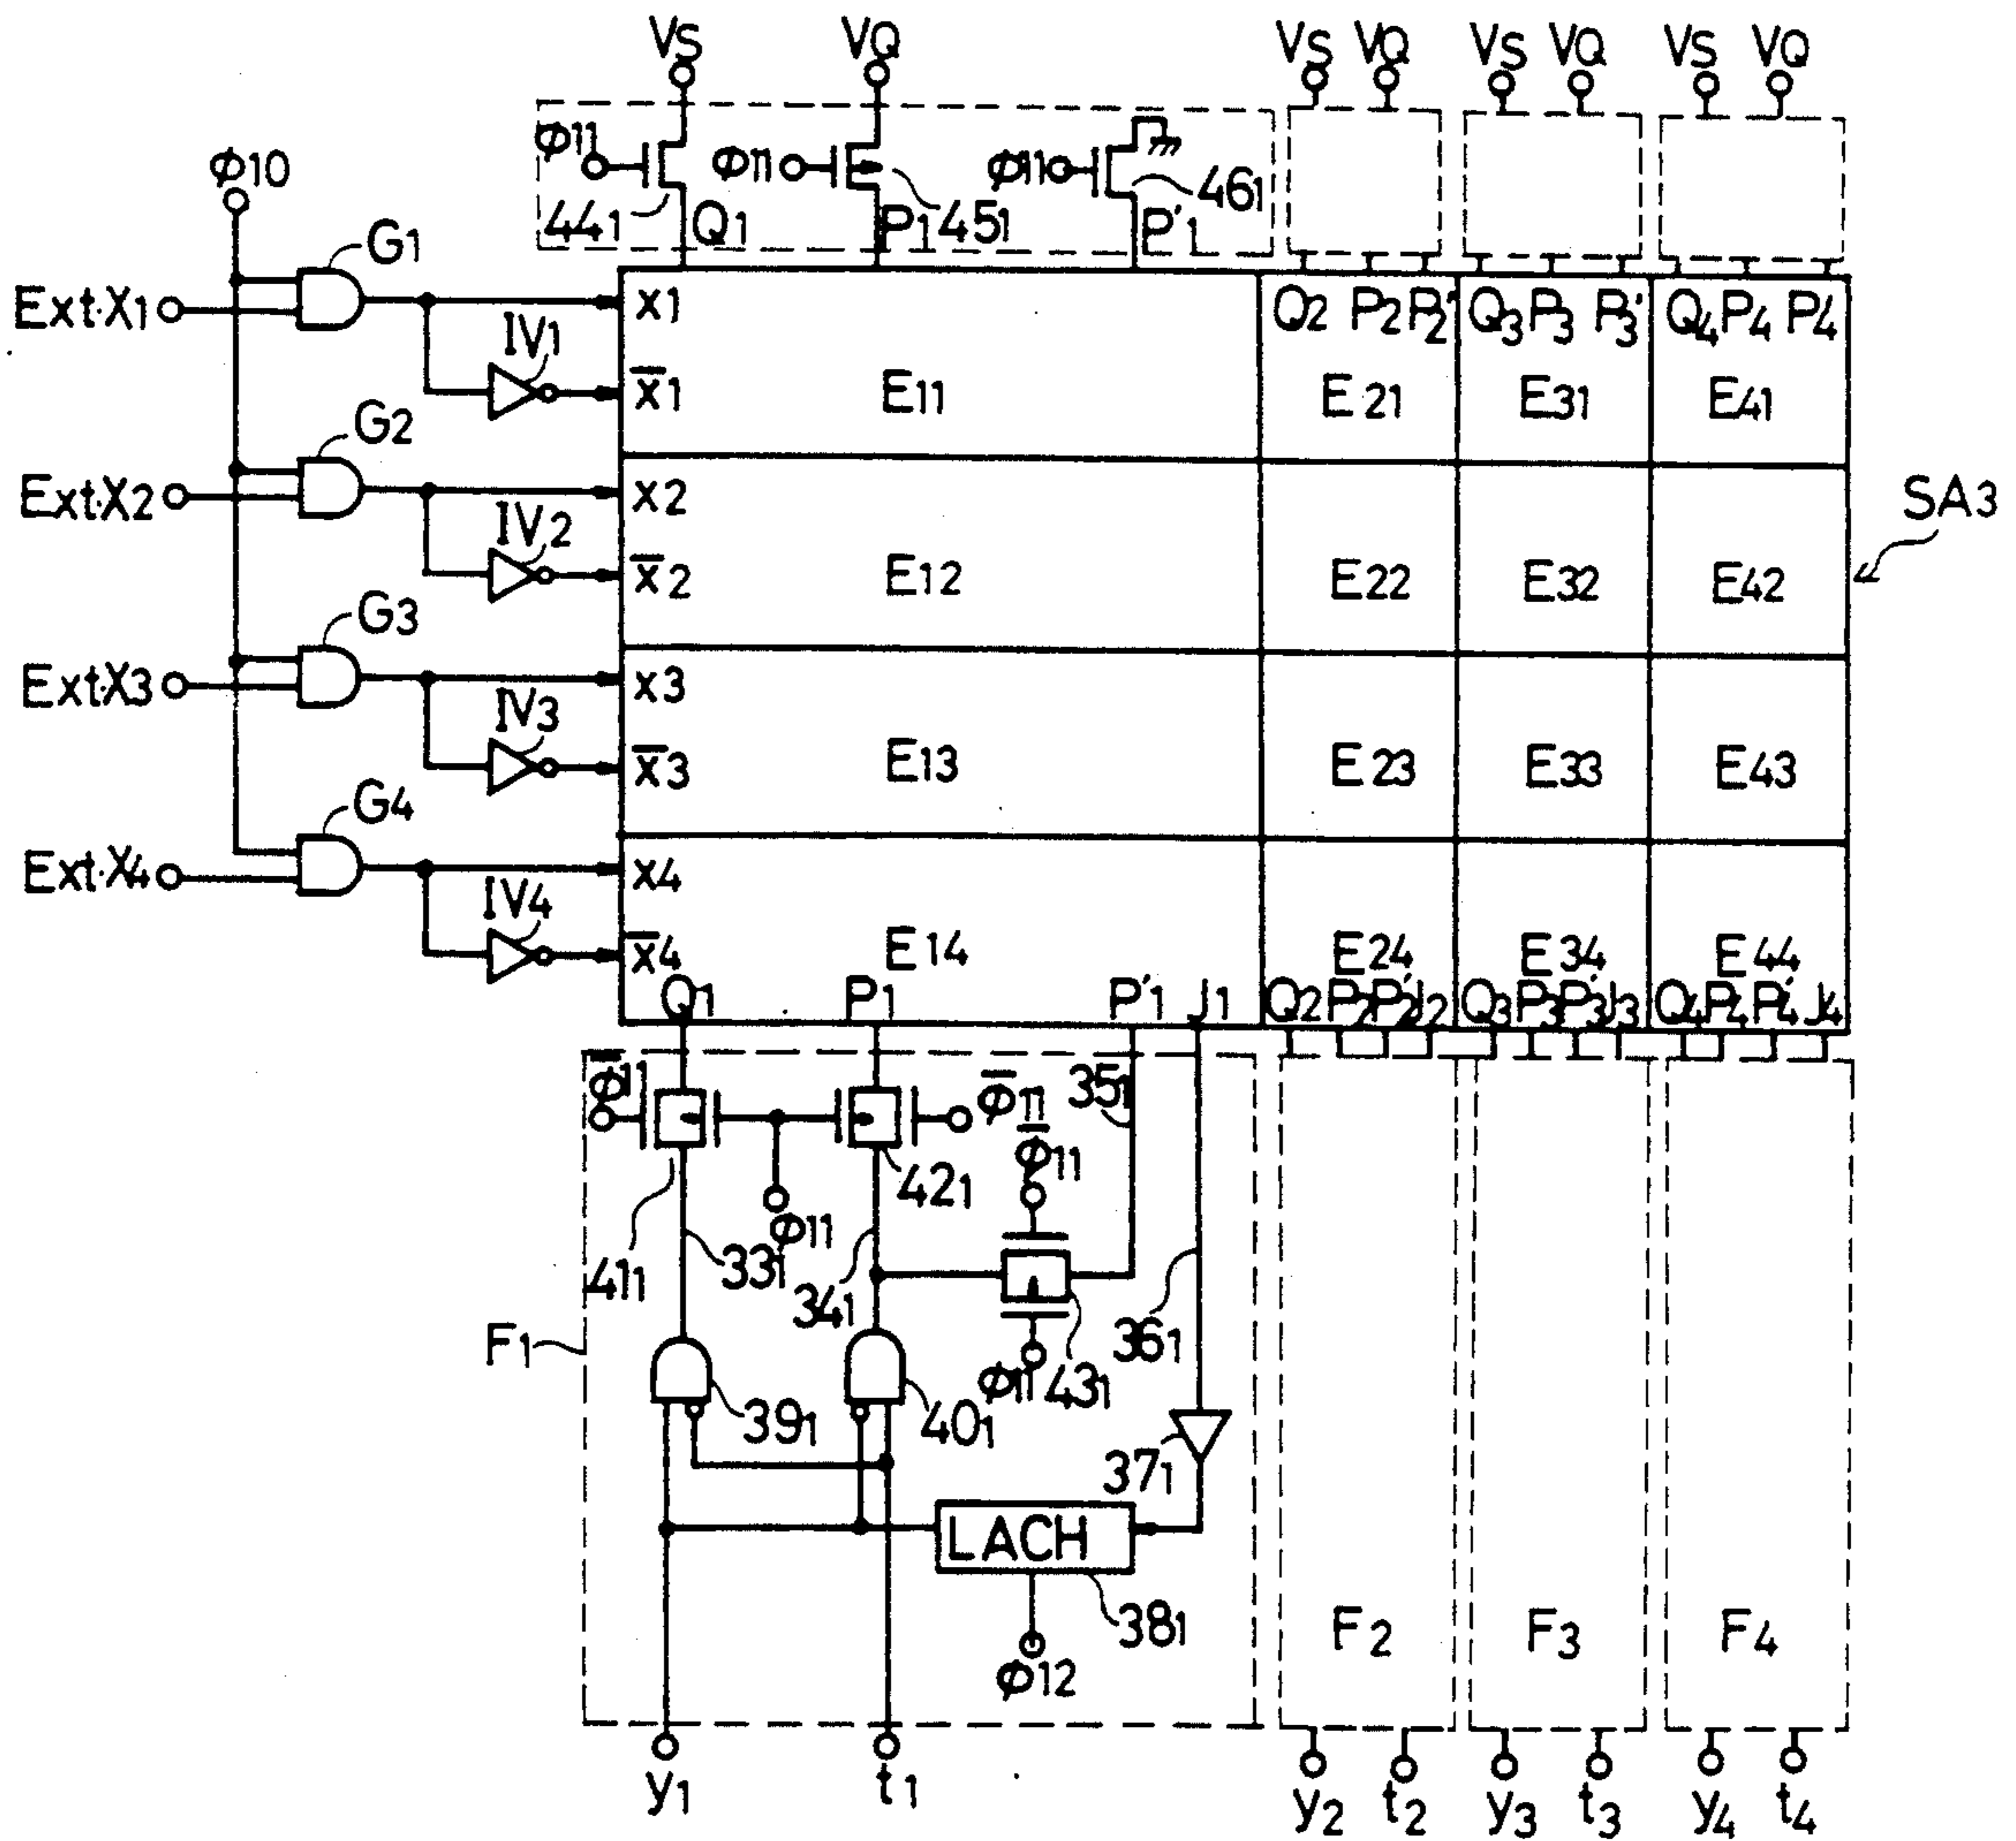 VS VQ VS VQ VS VQ VS VQ
φ11 φ11 φ11
φ10
44₁ Q1 P1 45₁ P'1 46₁
G1
Ext·X1 x1 Q2 P2 P2' Q3 P3 P3' Q4 P4 P4'
IV1
x̅1 E11 E21 E31 E41
G2
Ext·X2 x2 SA3
IV2
x̅2 E12 E22 E32 E42
G3
Ext·X3 x3
IV3
x̅3 E13 E23 E33 E43
G4
Ext·X4 x4
IV4
x̅4 E14 E24 E34 E44
Q1 P1 P'1 J1 Q2 P2 P2' J2 Q3 P3 P3' J3 Q4 P4 P4' J4
φ̅11 φ̅11 35₁
φ̅11
42₁
φ11
41₁ 33₁ 34₁
F1 36₁
φ11 43₁
39₁ 40₁
37₁
LACH
38₁ F2 F3 F4
φ12
y1 t1 y2 t2 y3 t3 y4 t4